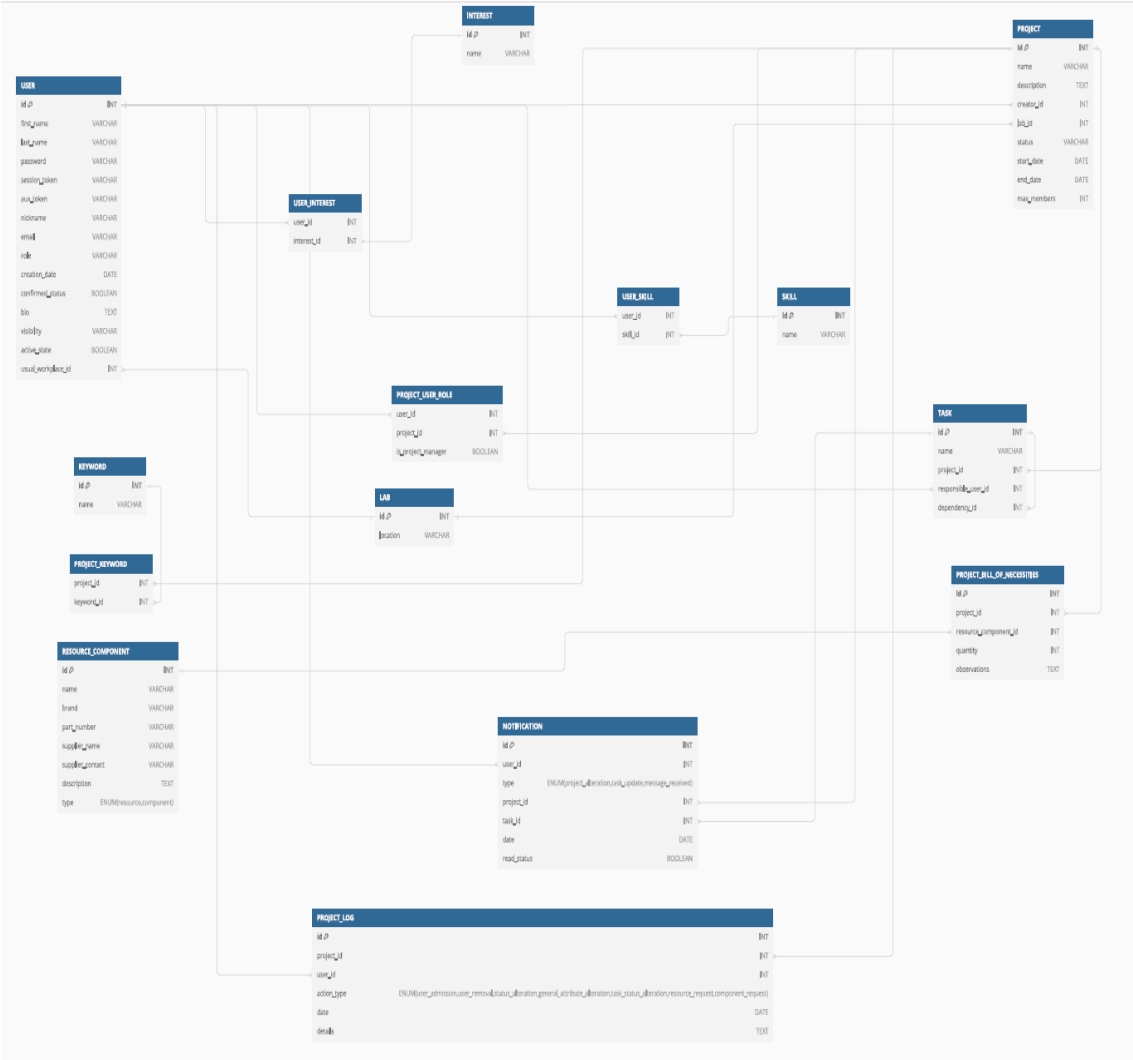 INTEREST
id INT
name VARCHAR
PROJECT
id INT
name VARCHAR
description TEXT
creator_id INT
lab_id INT
status VARCHAR
start_date DATE
end_date DATE
max_members INT
USER
id INT
first_name VARCHAR
last_name VARCHAR
password VARCHAR
session_token VARCHAR
aux_token VARCHAR
nickname VARCHAR
email VARCHAR
role VARCHAR
creation_date DATE
confirmed_status BOOLEAN
bio TEXT
visibility VARCHAR
active_state BOOLEAN
usual_workplace_id INT
USER_INTEREST
user_id INT
interest_id INT
USER_SKILL
user_id INT
skill_id INT
SKILL
id INT
name VARCHAR
PROJECT_USER_ROLE
user_id INT
project_id INT
is_project_manager BOOLEAN
TASK
id INT
name VARCHAR
project_id INT
responsible_user_id INT
dependency_id INT
KEYWORD
id INT
name VARCHAR
LAB
id INT
location VARCHAR
PROJECT_KEYWORD
project_id INT
keyword_id INT
PROJECT_BILL_OF_NECESSITIES
id INT
project_id INT
resource_component_id INT
quantity INT
observations TEXT
RESOURCE_COMPONENT
id INT
name VARCHAR
brand VARCHAR
part_number VARCHAR
supplier_name VARCHAR
supplier_contact VARCHAR
description TEXT
type ENUM(resource,component)
NOTIFICATION
id INT
user_id INT
type ENUM(project_alteration,task_update,message_received)
project_id INT
task_id INT
date DATE
read_status BOOLEAN
PROJECT_LOG
id INT
project_id INT
user_id INT
action_type ENUM(user_admission,user_removal,status_alteration,general_attribute_alteration,task_status_alteration,resource_request,component_request)
date DATE
details TEXT